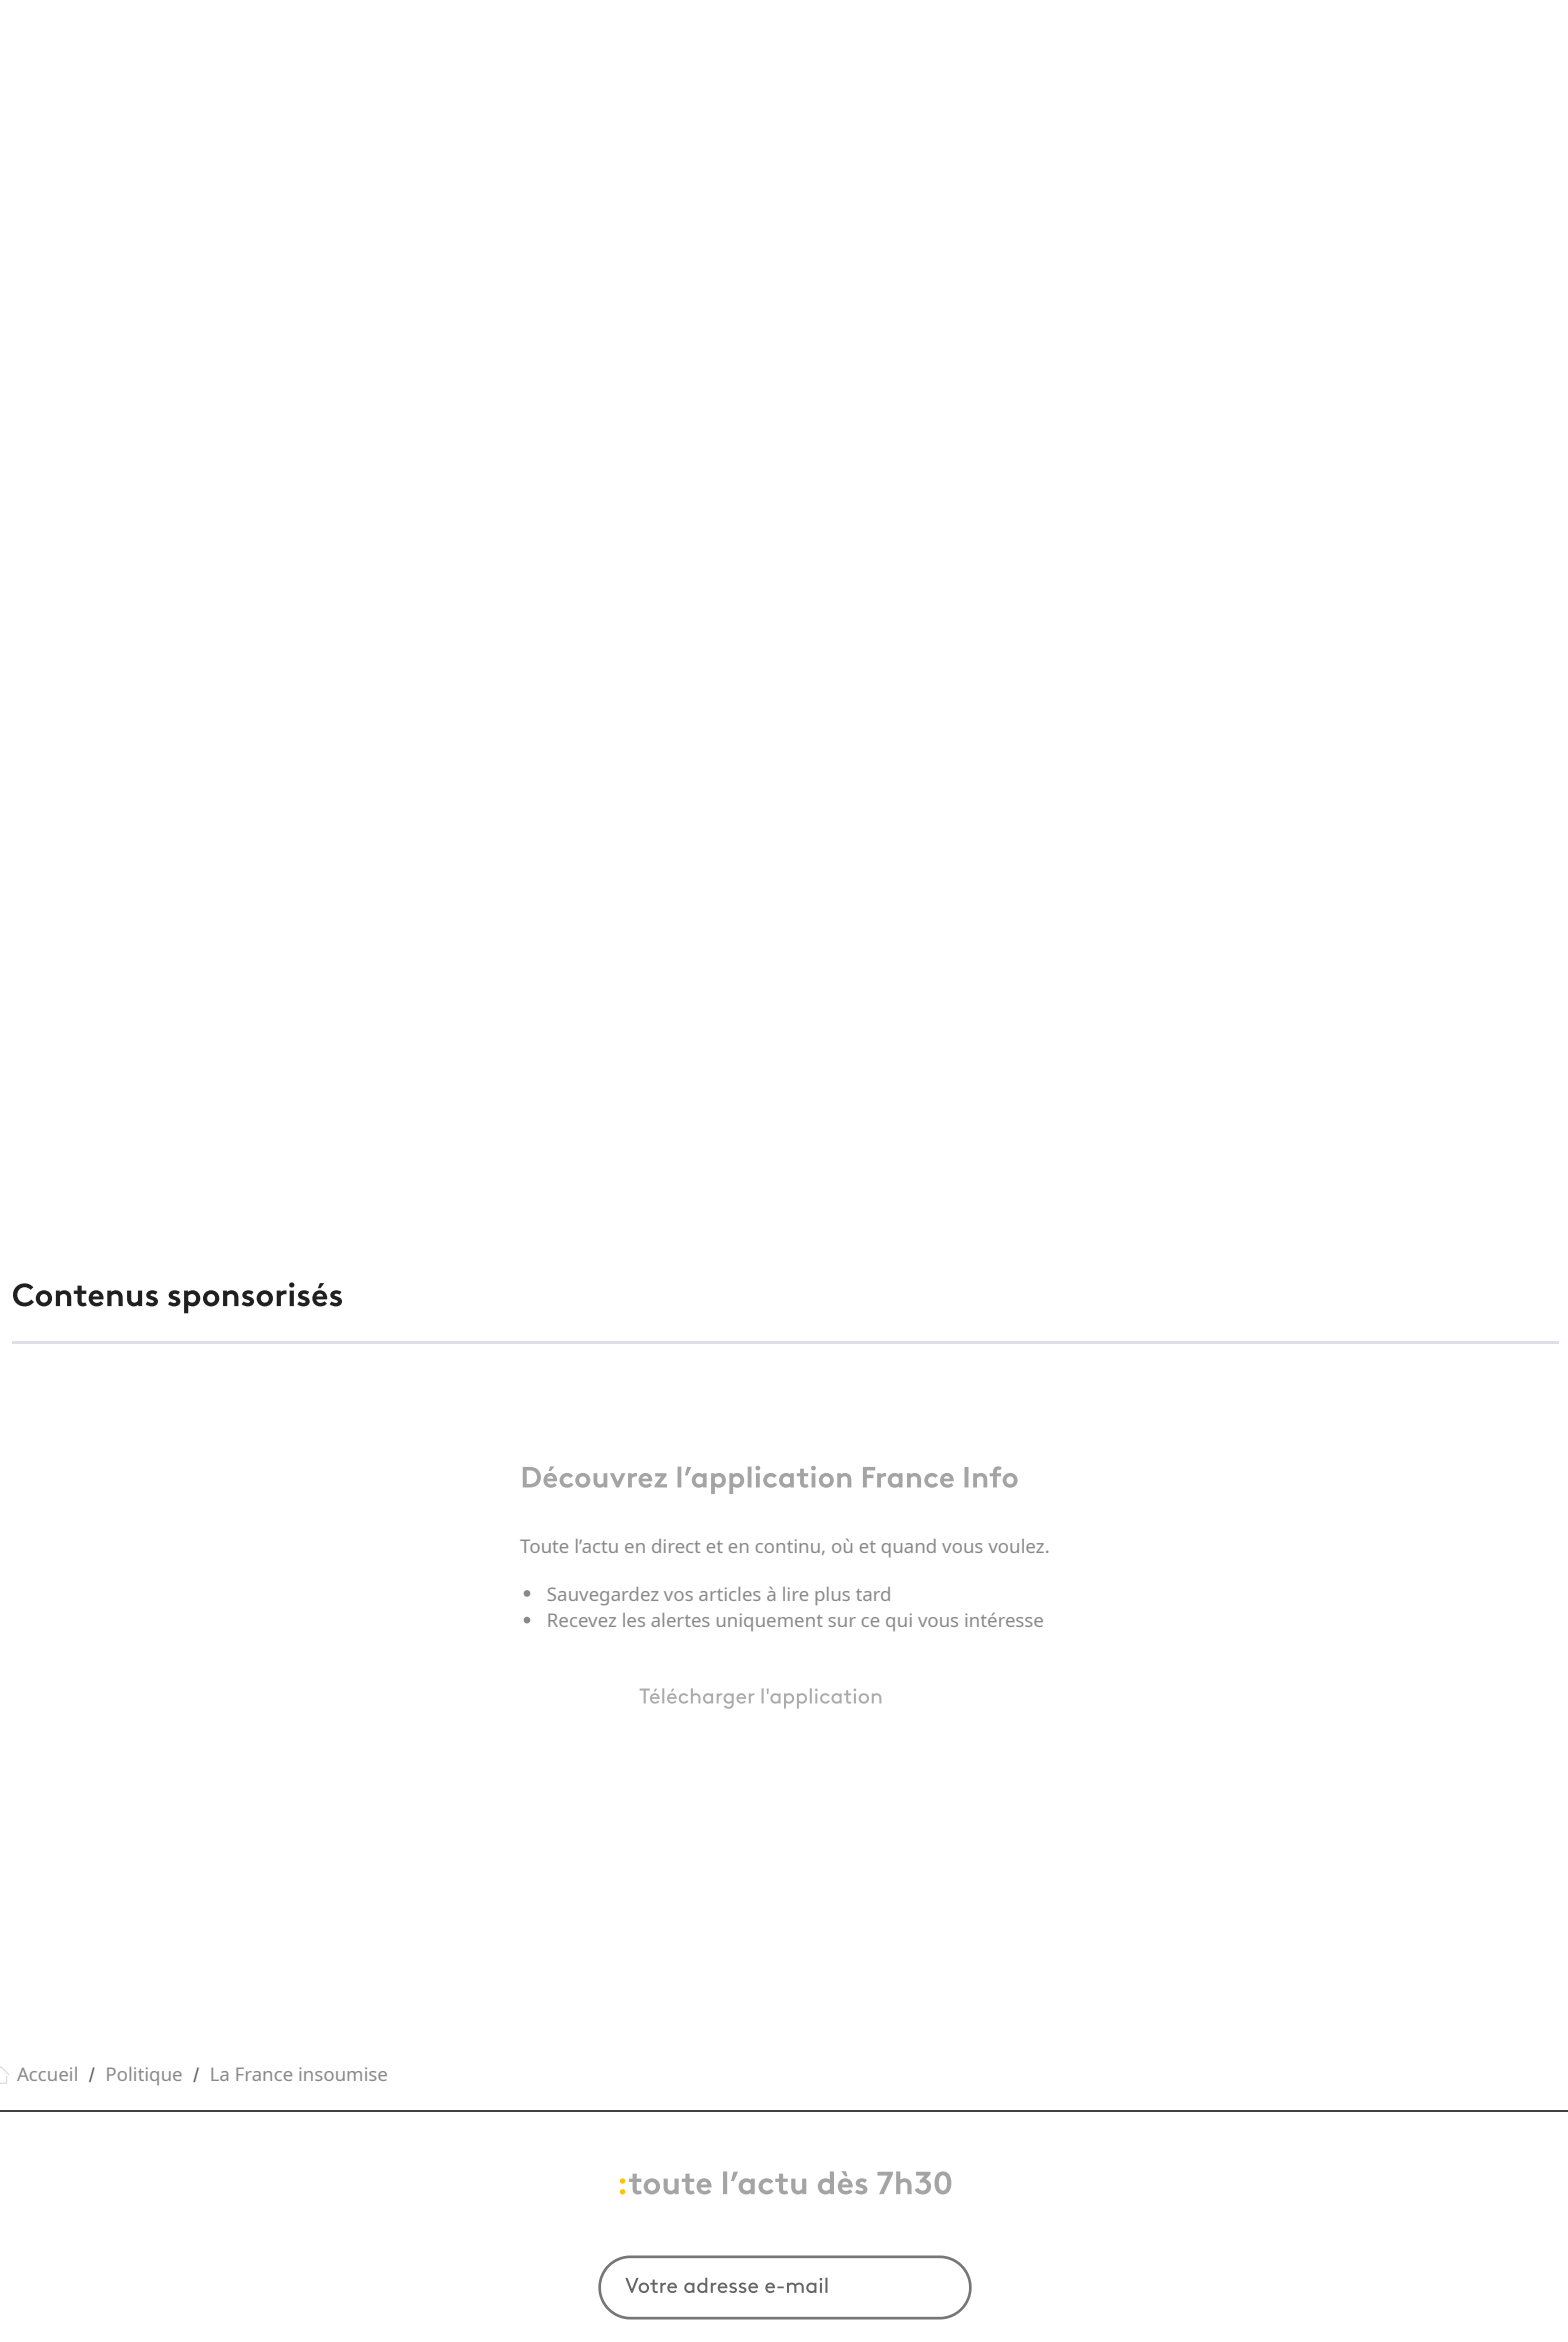 Contenus sponsorisés
Découvrez l’application France Info
Toute l’actu en direct et en continu, où et quand vous voulez.
• Sauvegardez vos articles à lire plus tard
• Recevez les alertes uniquement sur ce qui vous intéresse
Télécharger l'application
Accueil / Politique / La France insoumise
:toute l’actu dès 7h30
Votre adresse e-mail